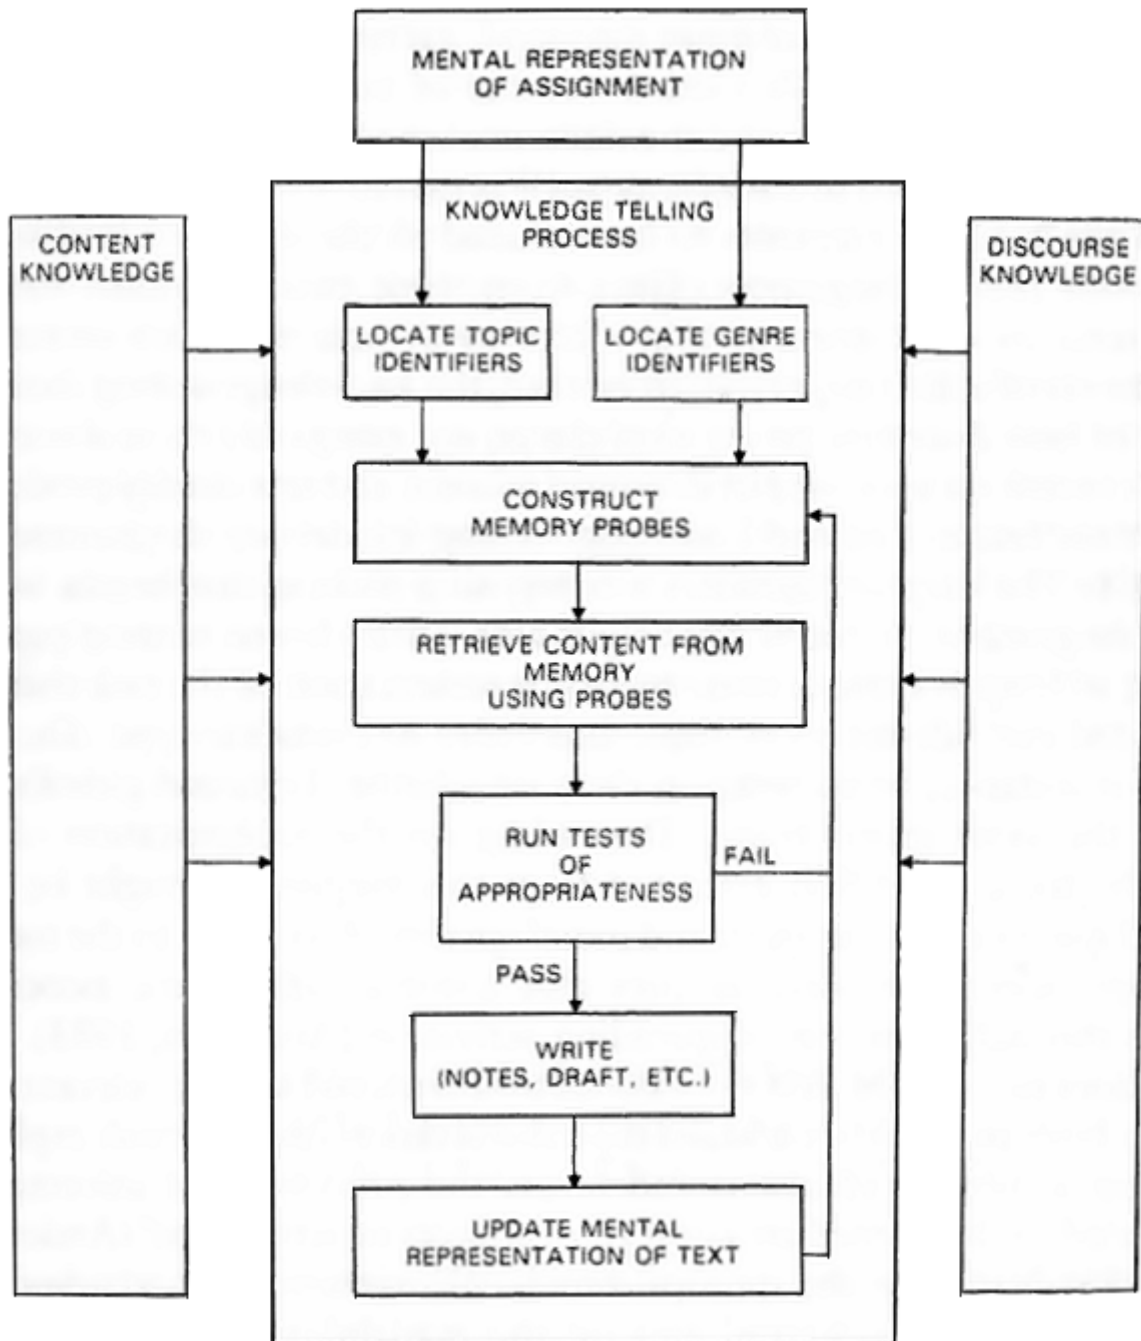 MENTAL REPRESENTATION
OF ASSIGNMENT
KNOWLEDGE TELLING
PROCESS
CONTENT
KNOWLEDGE
DISCOURSE
KNOWLEDGE
LOCATE TOPIC
IDENTIFIERS
LOCATE GENRE
IDENTIFIERS
CONSTRUCT
MEMORY PROBES
RETRIEVE CONTENT FROM
MEMORY
USING PROBES
RUN TESTS
OF
APPROPRIATENESS
FAIL
PASS
WRITE
(NOTES, DRAFT, ETC.)
UPDATE MENTAL
REPRESENTATION OF TEXT